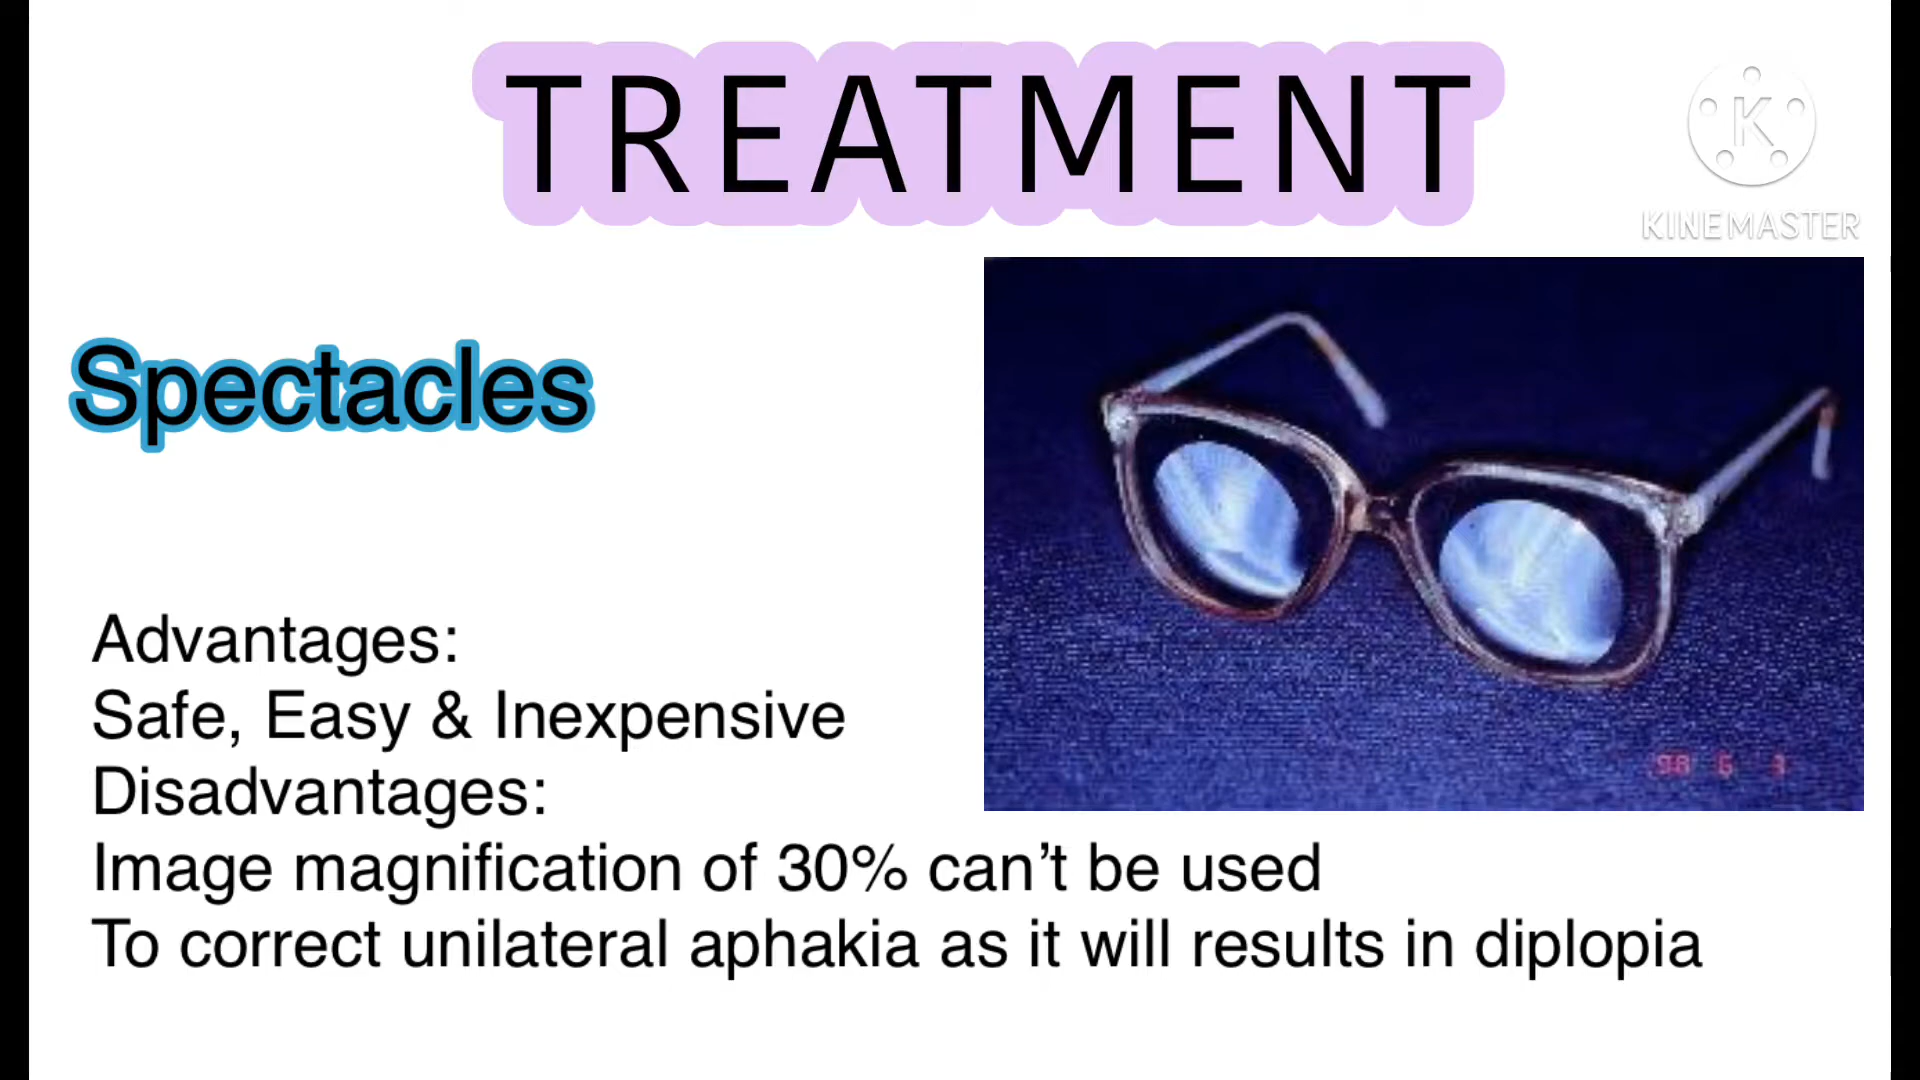 TREATMENT
K
KINEMASTER
Spectacles
Advantages:
Safe, Easy & Inexpensive
Disadvantages:
Image magnification of 30% can’t be used
To correct unilateral aphakia as it will results in diplopia